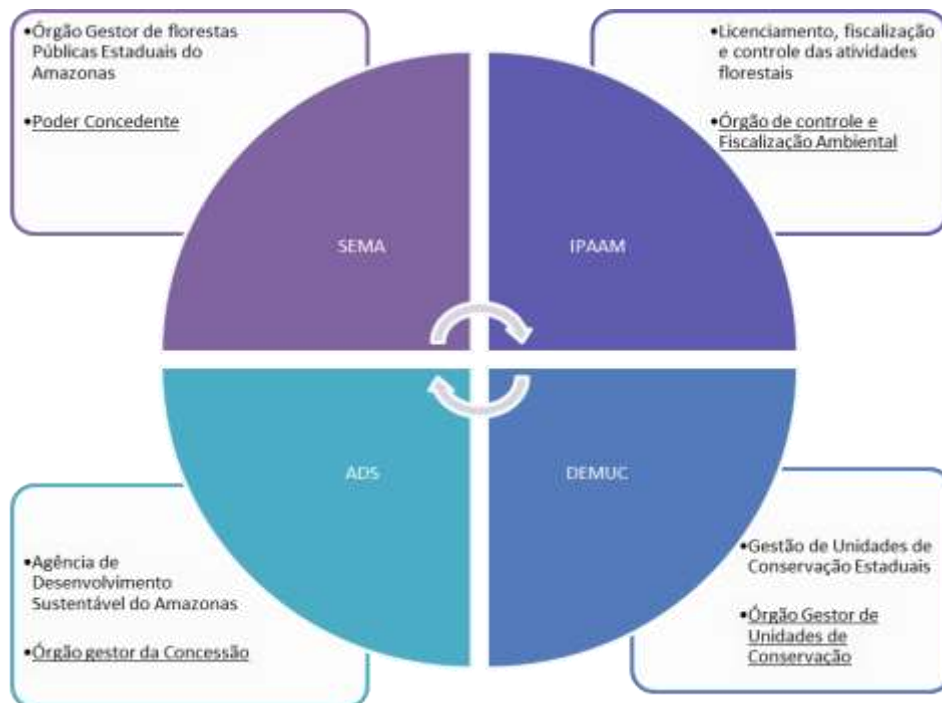 •Órgão Gestor de florestas
Públicas Estaduais do
Amazonas
•Poder Concedente
•Licenciamento, fiscalização
e controle das atividades
florestais
•Órgão de controle e
Fiscalização Ambiental
SEMA
IPAAM
ADS
DEMUC
•Agência de
Desenvolvimento
Sustentável do Amazonas
•Órgão gestor da Concessão
•Gestão de Unidades de
Conservação Estaduais
•Órgão Gestor de
Unidades de
Conservação